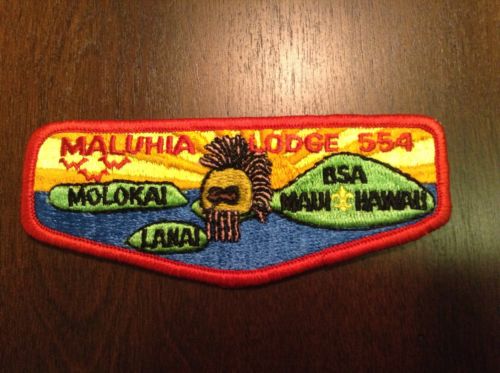 MALUHIA LODGE 554
MOLOKAI
LANAI
BSA
MAUI HAWAII